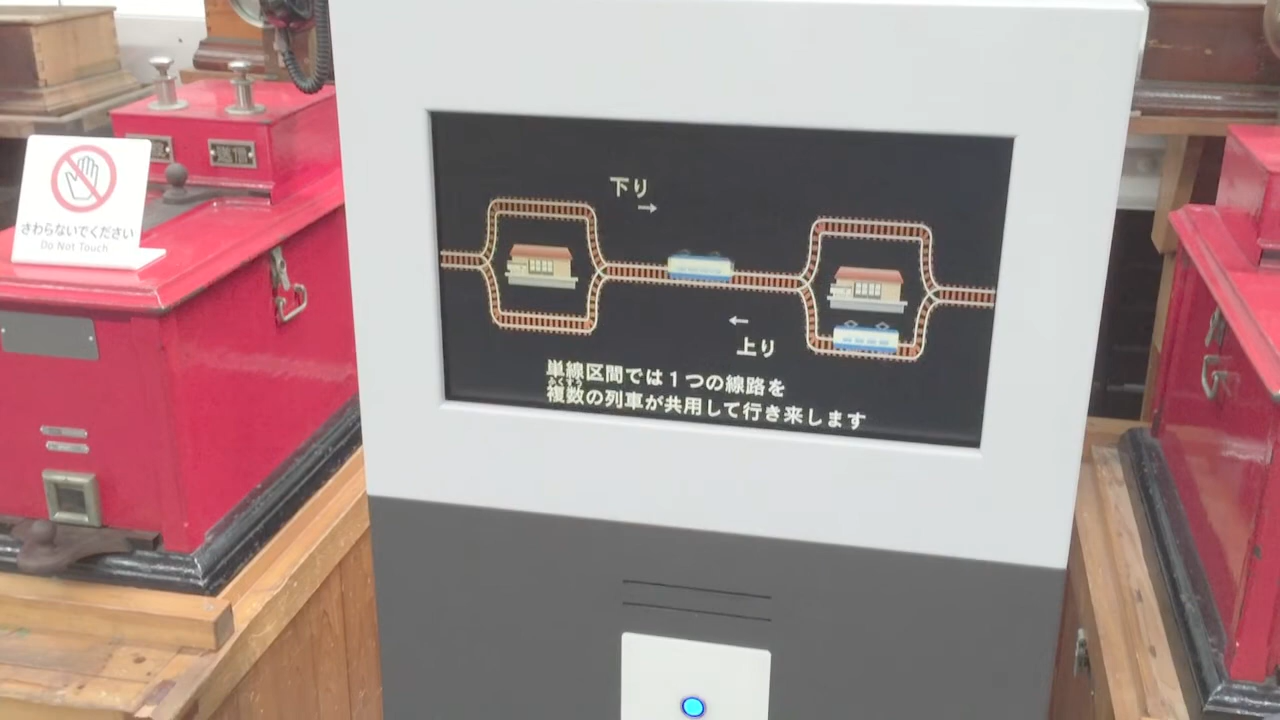 さわらないでください
Do Not Touch
下り
→
←
上り
単線区間では1つの線路を
ふくすう
複数の列車が共用して行き来します